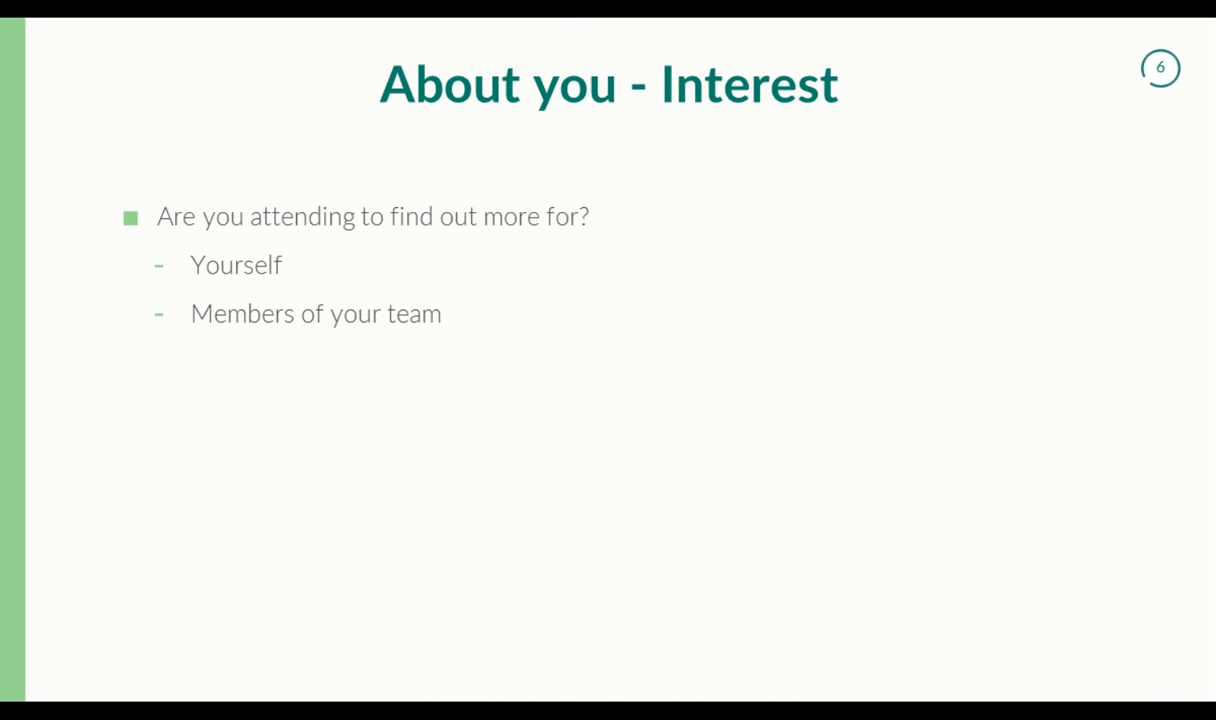 About you - Interest
6
■ Are you attending to find out more for?
- Yourself
- Members of your team